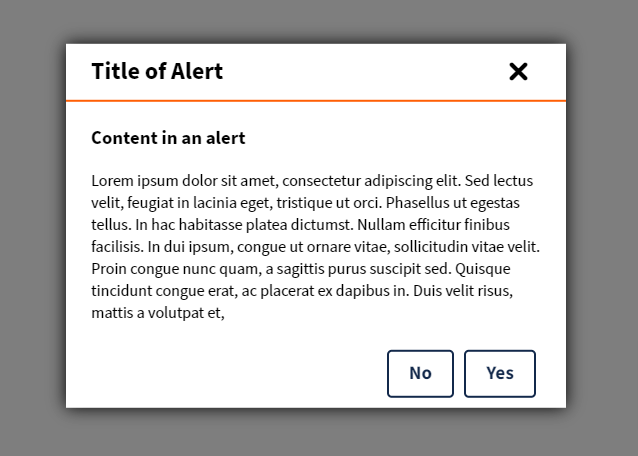 Title of Alert
Content in an alert
Lorem ipsum dolor sit amet, consectetur adipiscing elit. Sed lectus
velit, feugiat in lacinia eget, tristique ut orci. Phasellus ut egestas
tellus. In hac habitasse platea dictumst. Nullam efficitur finibus
facilisis. In dui ipsum, congue ut ornare vitae, sollicitudin vitae velit.
Proin congue nunc quam, a sagittis purus suscipit sed. Quisque
tincidunt congue erat, ac placerat ex dapibus in. Duis velit risus,
mattis a volutpat et,
No Yes